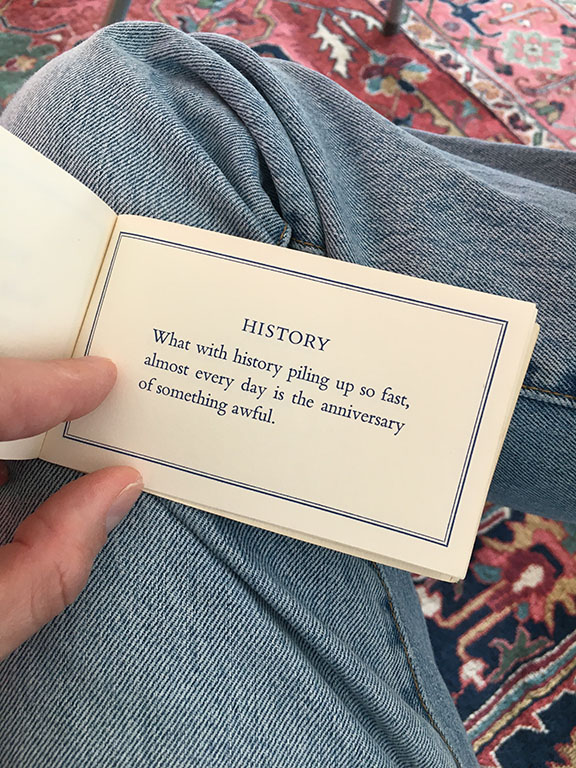 HISTORY
What with history piling up so fast,
almost every day is the anniversary
of something awful.